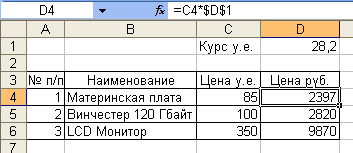 D4 fx =C4*$D$1
A B C D
1 Курс у.е. 28,2
2
3 № п/п Наименование Цена у.е. Цена руб.
4 1 Материнская плата 85 2397
5 2 Винчестер 120 Гбайт 100 2820
6 3 LCD Монитор 350 9870
7